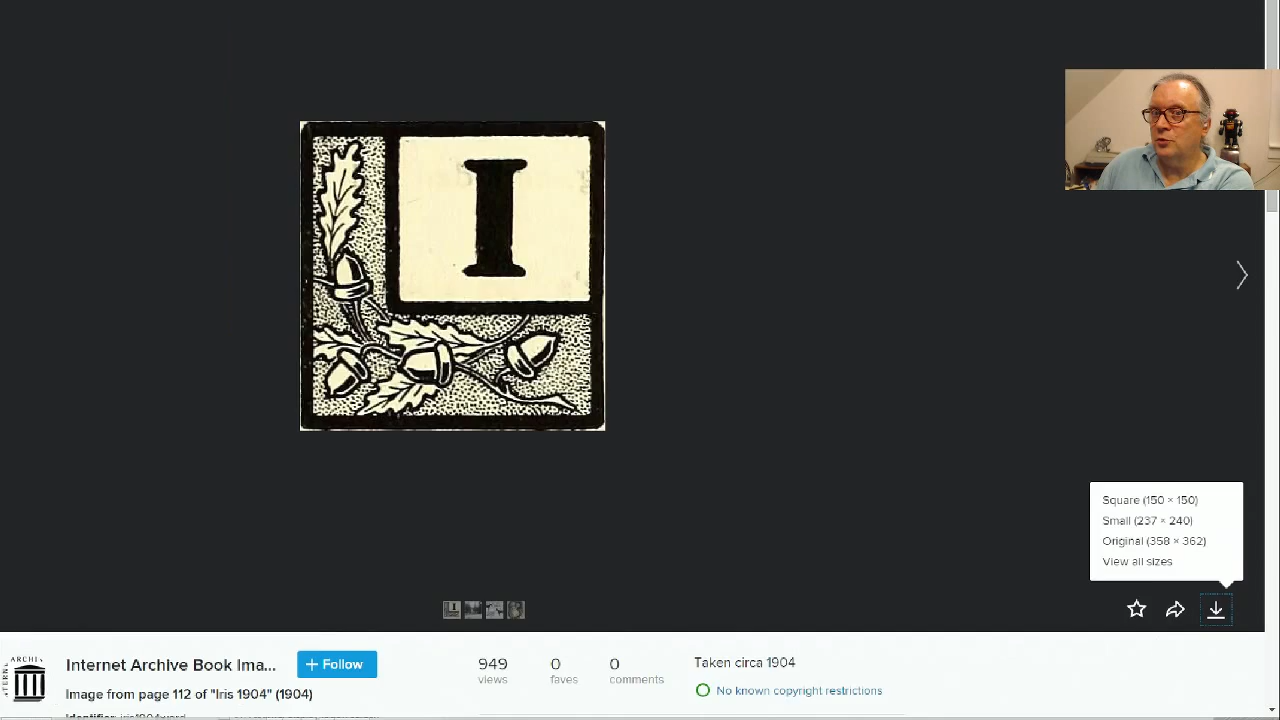 I
Square (150 × 150)
Small (237 × 240)
Original (358 × 362)
View all sizes
ARCHIV
Internet Archive Book Ima...
+ Follow
949
views
0
faves
0
comments
Taken circa 1904
No known copyright restrictions
Image from page 112 of "Iris 1904" (1904)